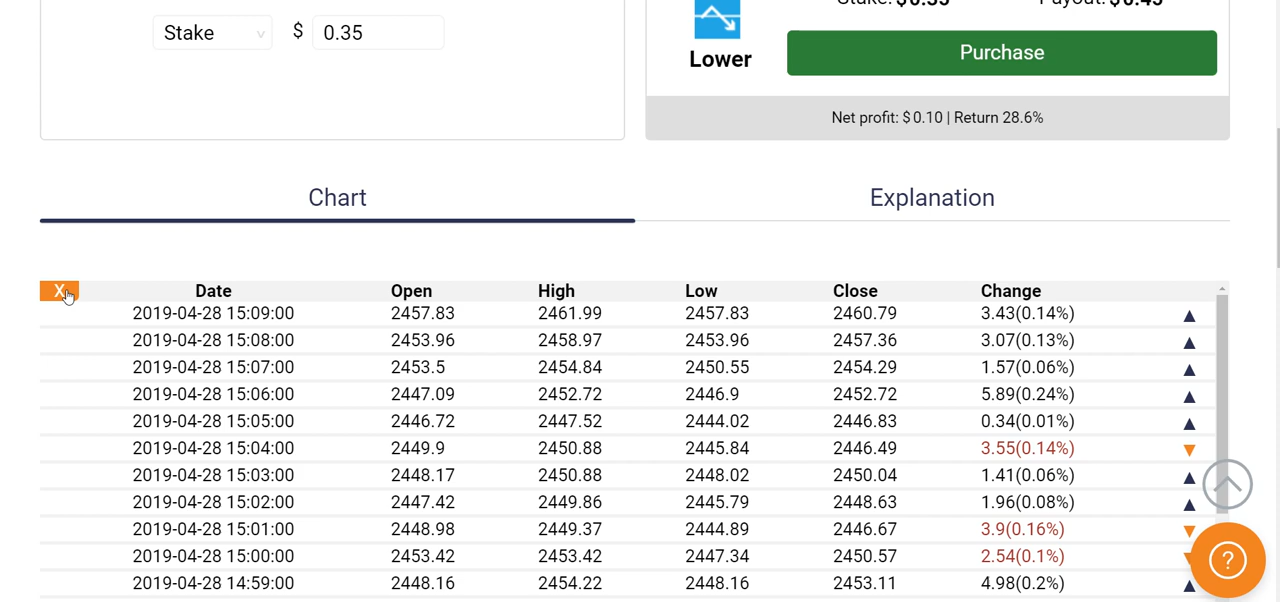 Stake: $0.35 Payout: $0.45
Stake $ 0.35
Lower Purchase
Net profit: $ 0.10 | Return 28.6%
Chart Explanation
X Date Open High Low Close Change
2019-04-28 15:09:00 2457.83 2461.99 2457.83 2460.79 3.43(0.14%)
2019-04-28 15:08:00 2453.96 2458.97 2453.96 2457.36 3.07(0.13%)
2019-04-28 15:07:00 2453.5 2454.84 2450.55 2454.29 1.57(0.06%)
2019-04-28 15:06:00 2447.09 2452.72 2446.9 2452.72 5.89(0.24%)
2019-04-28 15:05:00 2446.72 2447.52 2444.02 2446.83 0.34(0.01%)
2019-04-28 15:04:00 2449.9 2450.88 2445.84 2446.49 3.55(0.14%)
2019-04-28 15:03:00 2448.17 2450.88 2448.02 2450.04 1.41(0.06%)
2019-04-28 15:02:00 2447.42 2449.86 2445.79 2448.63 1.96(0.08%)
2019-04-28 15:01:00 2448.98 2449.37 2444.89 2446.67 3.9(0.16%)
2019-04-28 15:00:00 2453.42 2453.42 2447.34 2450.57 2.54(0.1%)
2019-04-28 14:59:00 2448.16 2454.22 2448.16 2453.11 4.98(0.2%)
?